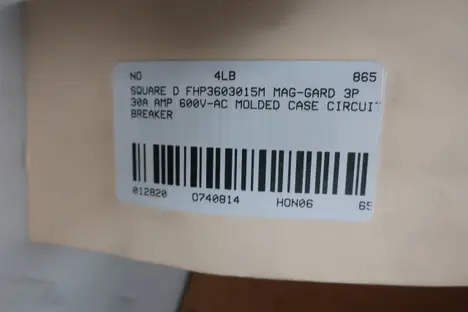 NO 4LB 865
SQUARE D FHP3603015M MAG-GARD 3P
30A AMP 600V-AC MOLDED CASE CIRCUIT
BREAKER
012820 0740814 HON06 65